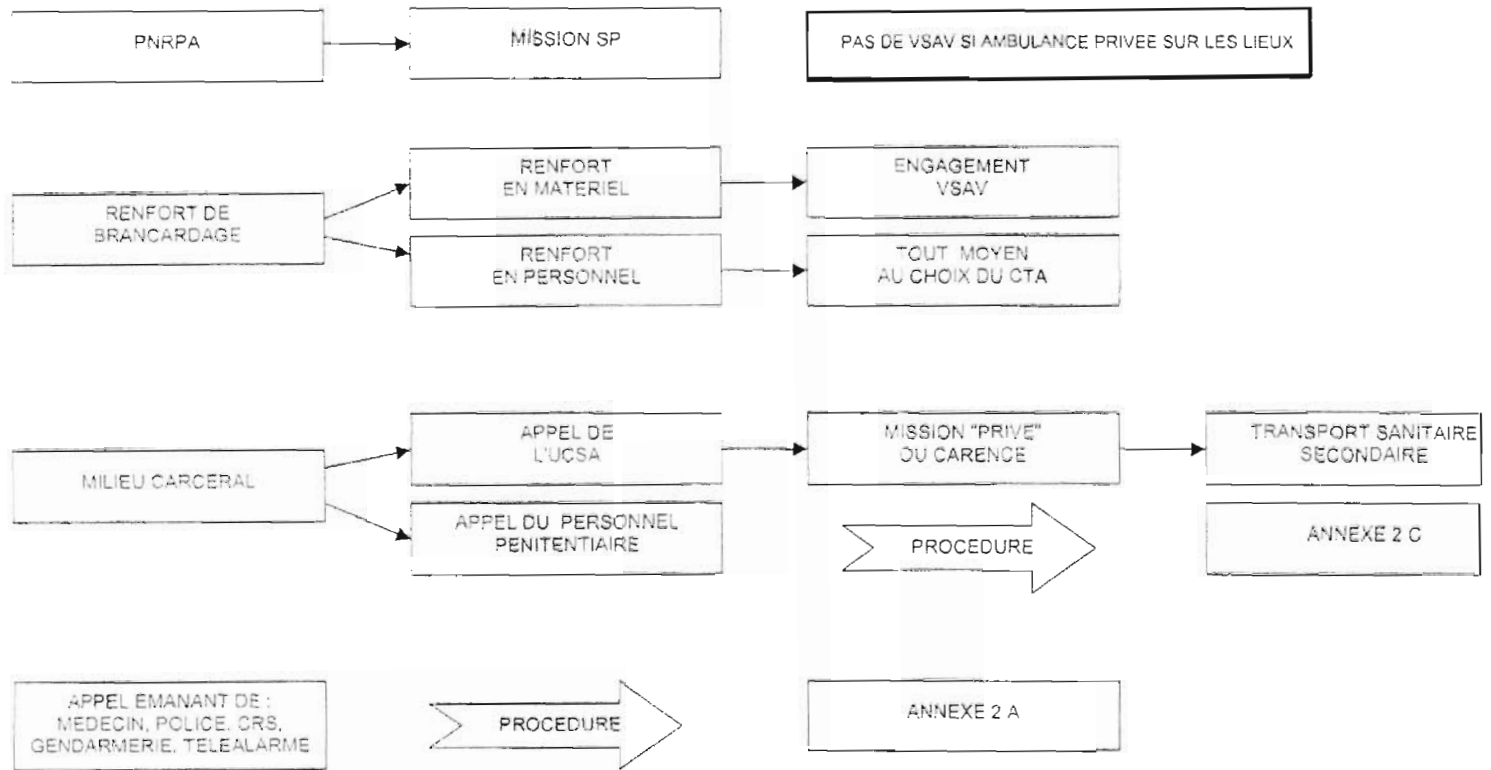 PNRPA
MISSION SP
PAS DE VSAV SI AMBULANCE PRIVEE SUR LES LIEUX
RENFORT DE
BRANCARDAGE
RENFORT
EN MATERIEL
ENGAGEMENT
VSAV
RENFORT
EN PERSONNEL
TOUT MOYEN
AU CHOIX DU CTA
MILIEU CARCERAL
APPEL DE
L'UCSA
MISSION "PRIVE"
OU CARENCE
TRANSPORT SANITAIRE
SECONDAIRE
APPEL DU PERSONNEL
PENITENTIAIRE
PROCEDURE
ANNEXE 2 C
APPEL EMANANT DE :
MEDECIN, POLICE, CRS,
GENDARMERIE, TELEALARME
PROCEDURE
ANNEXE 2 A